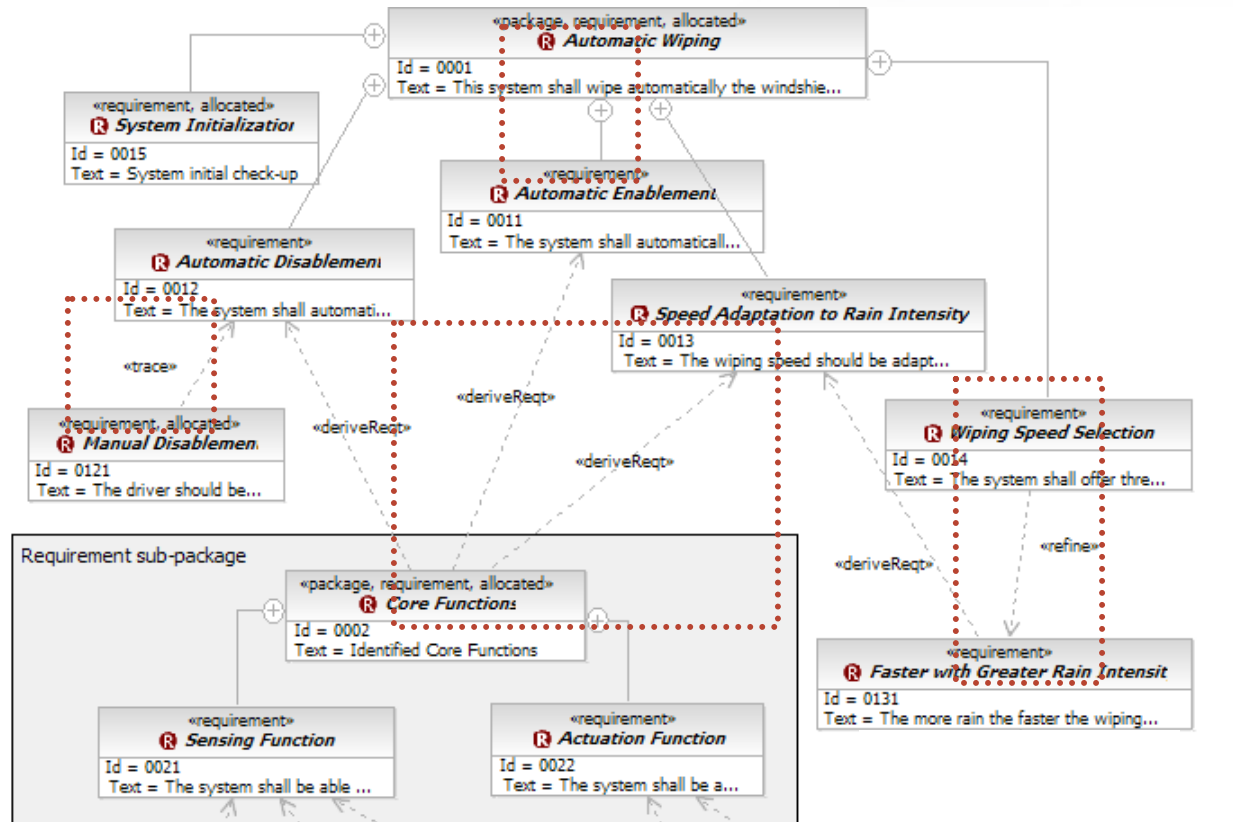 «package, requirement, allocated»
R Automatic Wiping
Id = 0001
Text = This system shall wipe automatically the windshie...
«requirement, allocated»
R System Initialization
Id = 0015
Text = System initial check-up
«requirement»
R Automatic Enablement
Id = 0011
Text = The system shall automaticall...
«requirement»
R Automatic Disablement
Id = 0012
Text = The system shall automati...
«requirement»
R Speed Adaptation to Rain Intensity
Id = 0013
Text = The wiping speed should be adapt...
«trace»
«deriveReqt»
«deriveReqt»
«deriveReqt»
«requirement, allocated»
R Manual Disablemen
Id = 0121
Text = The driver should be...
«requirement»
R Wiping Speed Selection
Id = 0014
Text = The system shall offer thre...
«deriveReqt»
«refine»
Requirement sub-package
«package, requirement, allocated»
R Core Functions
Id = 0002
Text = Identified Core Functions
«requirement»
R Faster with Greater Rain Intensit
Id = 0131
Text = The more rain the faster the wiping...
«requirement»
R Sensing Function
Id = 0021
Text = The system shall be able ...
«requirement»
R Actuation Function
Id = 0022
Text = The system shall be a...